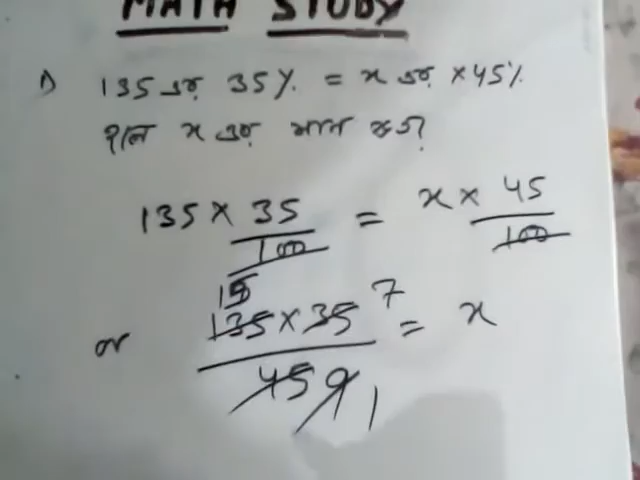 MATH STUDY
1) 135 এর 35% = x এর × 45%
হলে x এর মান কত?
135 × 35/100 = x × 45/100
or 15 135 × 35 7 / 45 9 1 = x